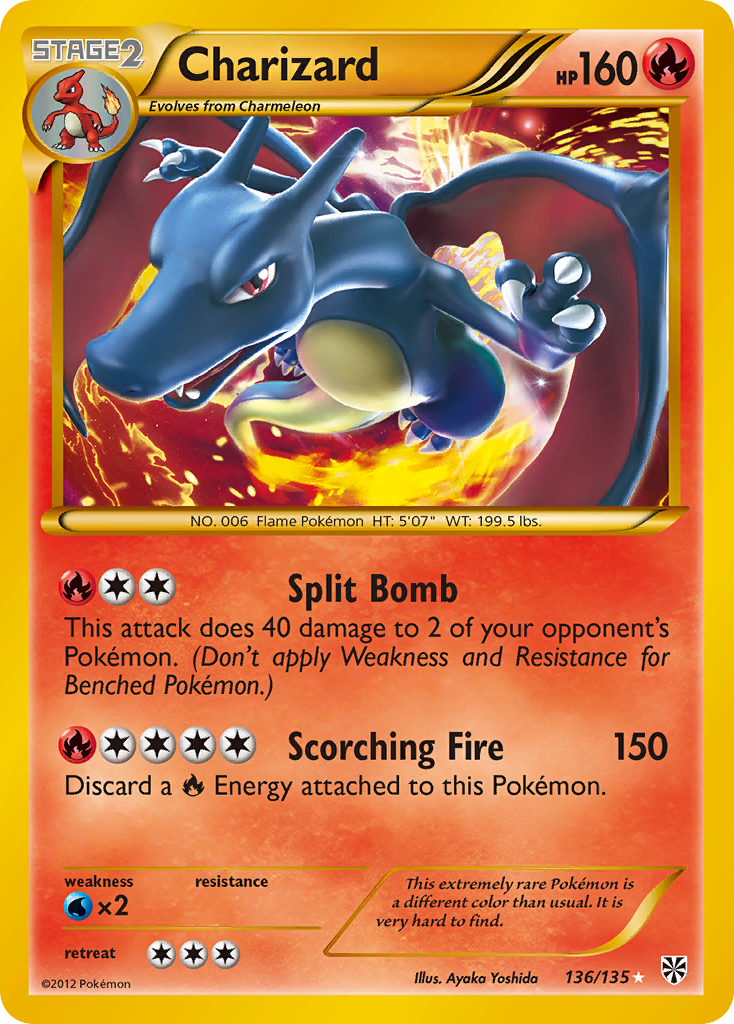 STAGE2
Charizard
HP160
Evolves from Charmeleon
NO. 006 Flame Pokémon HT: 5'07" WT: 199.5 lbs.
Split Bomb
This attack does 40 damage to 2 of your opponent's
Pokémon. (Don't apply Weakness and Resistance for
Benched Pokémon.)
Scorching Fire 150
Discard a Energy attached to this Pokémon.
weakness resistance
×2
retreat
This extremely rare Pokémon is
a different color than usual. It is
very hard to find.
©2012 Pokémon
Illus. Ayaka Yoshida
136/135